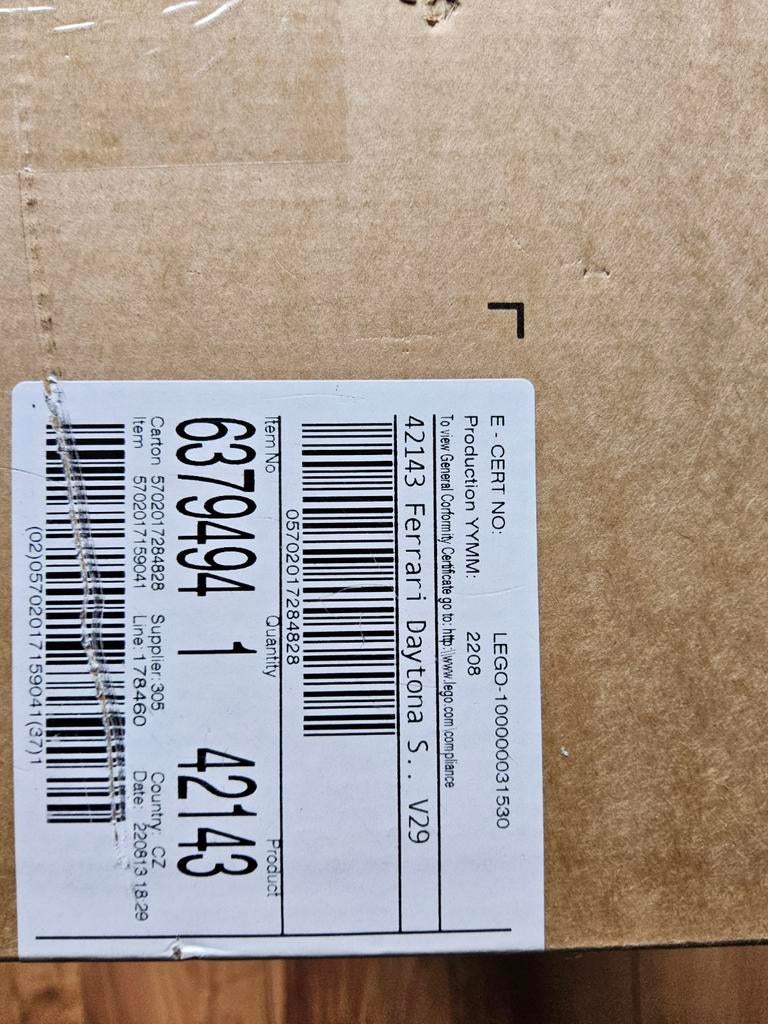 E - CERT NO: LEGO-100000031530
Production YYMM: 2208
To view General Conformity Certificate go to: http:\\www.lego.com\compliance
42143 Ferrari Daytona S.. V29
05702017284828
Item No Quantity Product
6379494 1 42143
Carton 5702017284828 Supplier:305 Country: CZ
Item 5702017159041 Line:178460 Date: 220813 18:29
(02)05702017159041(37)1